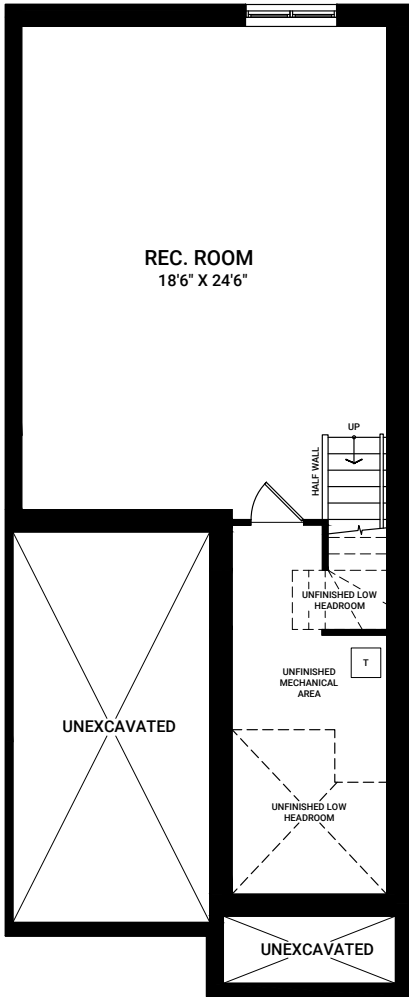 REC. ROOM
18'6" X 24'6"
UP
HALF WALL
UNFINISHED LOW
HEADROOM
T
UNFINISHED
MECHANICAL
AREA
UNEXCAVATED
UNFINISHED LOW
HEADROOM
UNEXCAVATED